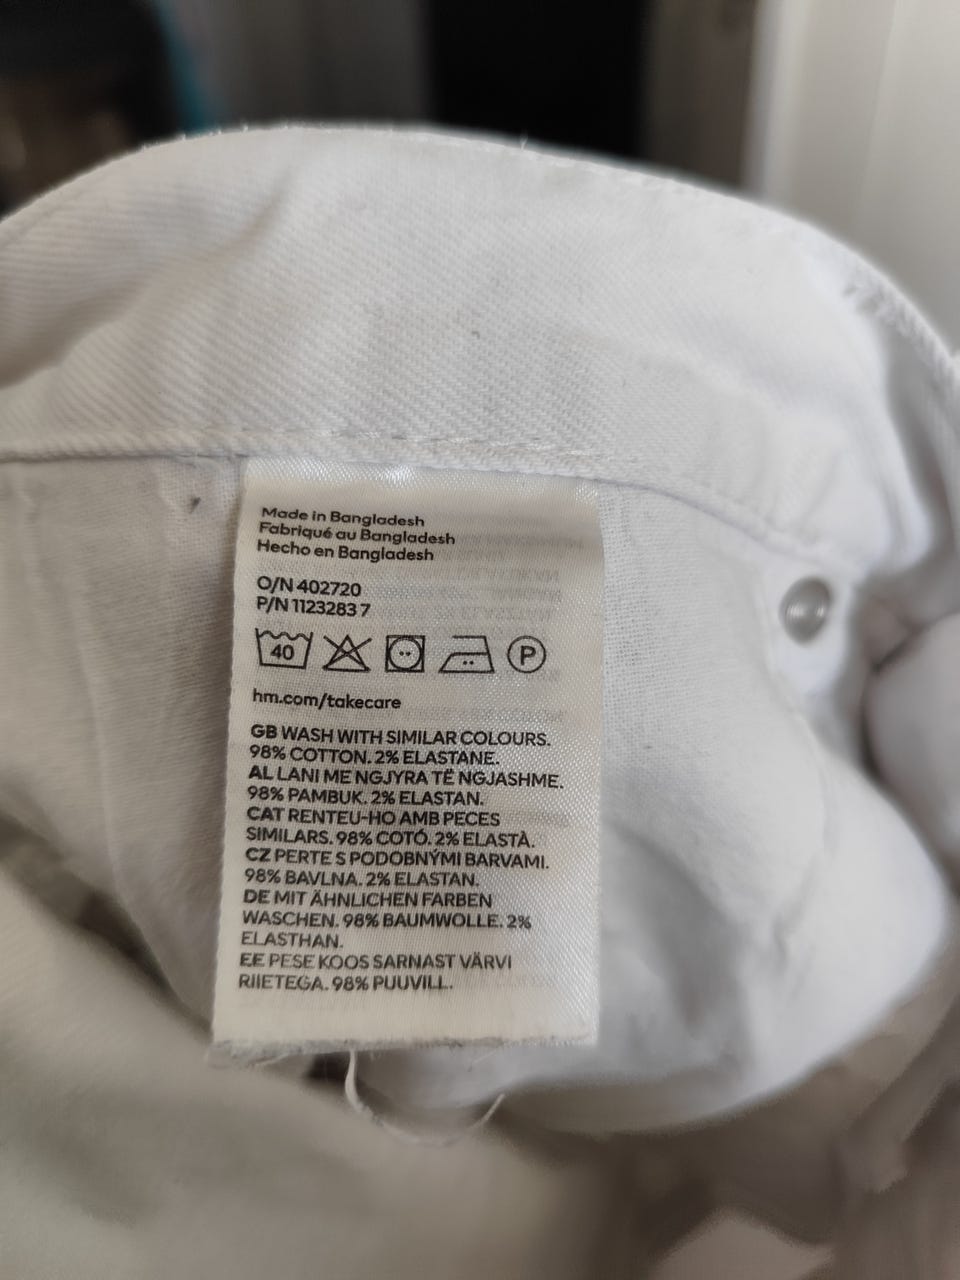 Made in Bangladesh
Fabriqué au Bangladesh
Hecho en Bangladesh
O/N 402720
P/N 1123283 7
40 P
hm.com/takecare
GB WASH WITH SIMILAR COLOURS.
98% COTTON. 2% ELASTANE.
AL LANI ME NGJYRA TË NGJASHME.
98% PAMBUK. 2% ELASTAN.
CAT RENTEU-HO AMB PECES
SIMILARS. 98% COTÓ. 2% ELASTÀ.
CZ PERTE S PODOBNÝMI BARVAMI.
98% BAVLNA. 2% ELASTAN.
DE MIT ÄHNLICHEN FARBEN
WASCHEN. 98% BAUMWOLLE. 2%
ELASTHAN.
EE PESE KOOS SARNAST VÄRVI
RIIETEGA. 98% PUUVILL.